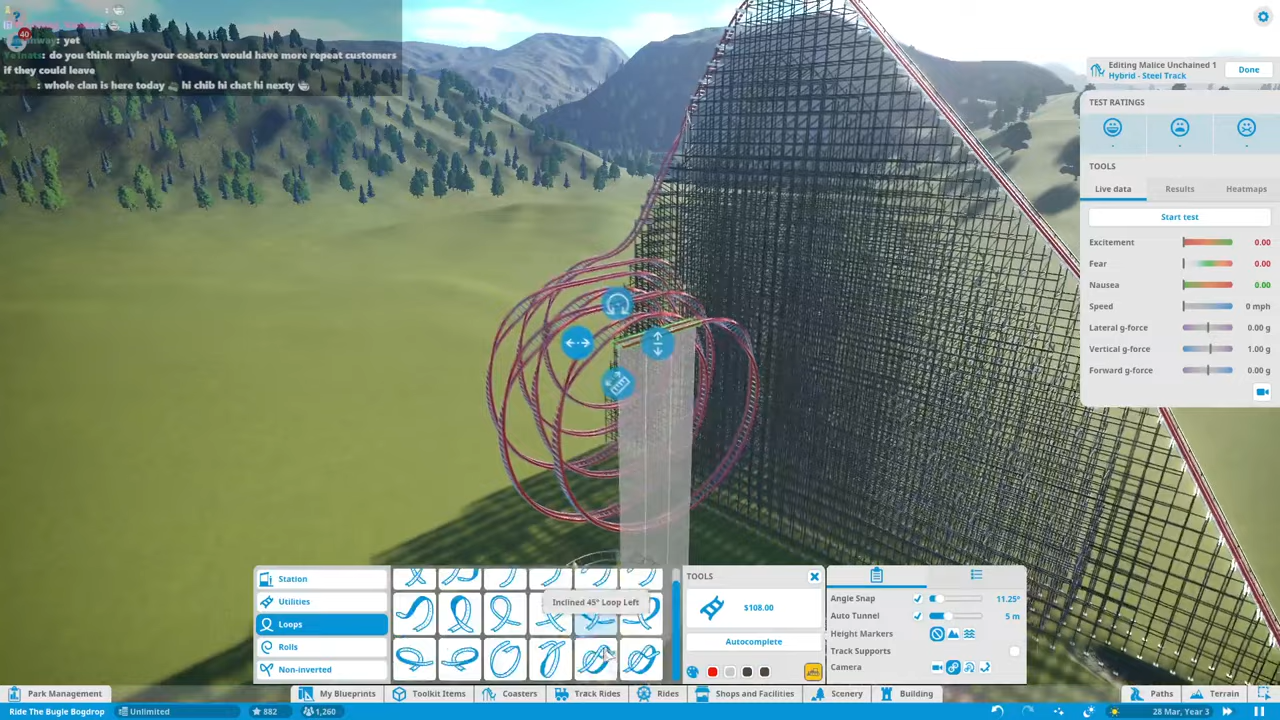 40
yet
do you think maybe your coasters would have more repeat customers
if they could leave
: whole clan is here today hi chib hi chat hi nexty
Editing Malice Unchained 1
Hybrid - Steel Track
Done
TEST RATINGS
- - -
TOOLS
Live data Results Heatmaps
Start test
Excitement 0.00
Fear 0.00
Nausea 0.00
Speed 0 mph
Lateral g-force 0.00 g
Vertical g-force 1.00 g
Forward g-force 0.00 g
Station
Utilities
Loops
Rolls
Non-inverted
Inclined 45° Loop Left
TOOLS
$108.00
Autocomplete
Angle Snap 11.25°
Auto Tunnel 5 m
Height Markers
Track Supports
Camera
Park Management My Blueprints Toolkit Items Coasters Track Rides Rides Shops and Facilities Scenery Building Paths Terrain
Ride The Bugle Bogdrop Unlimited 882 1,260 28 Mar, Year 3